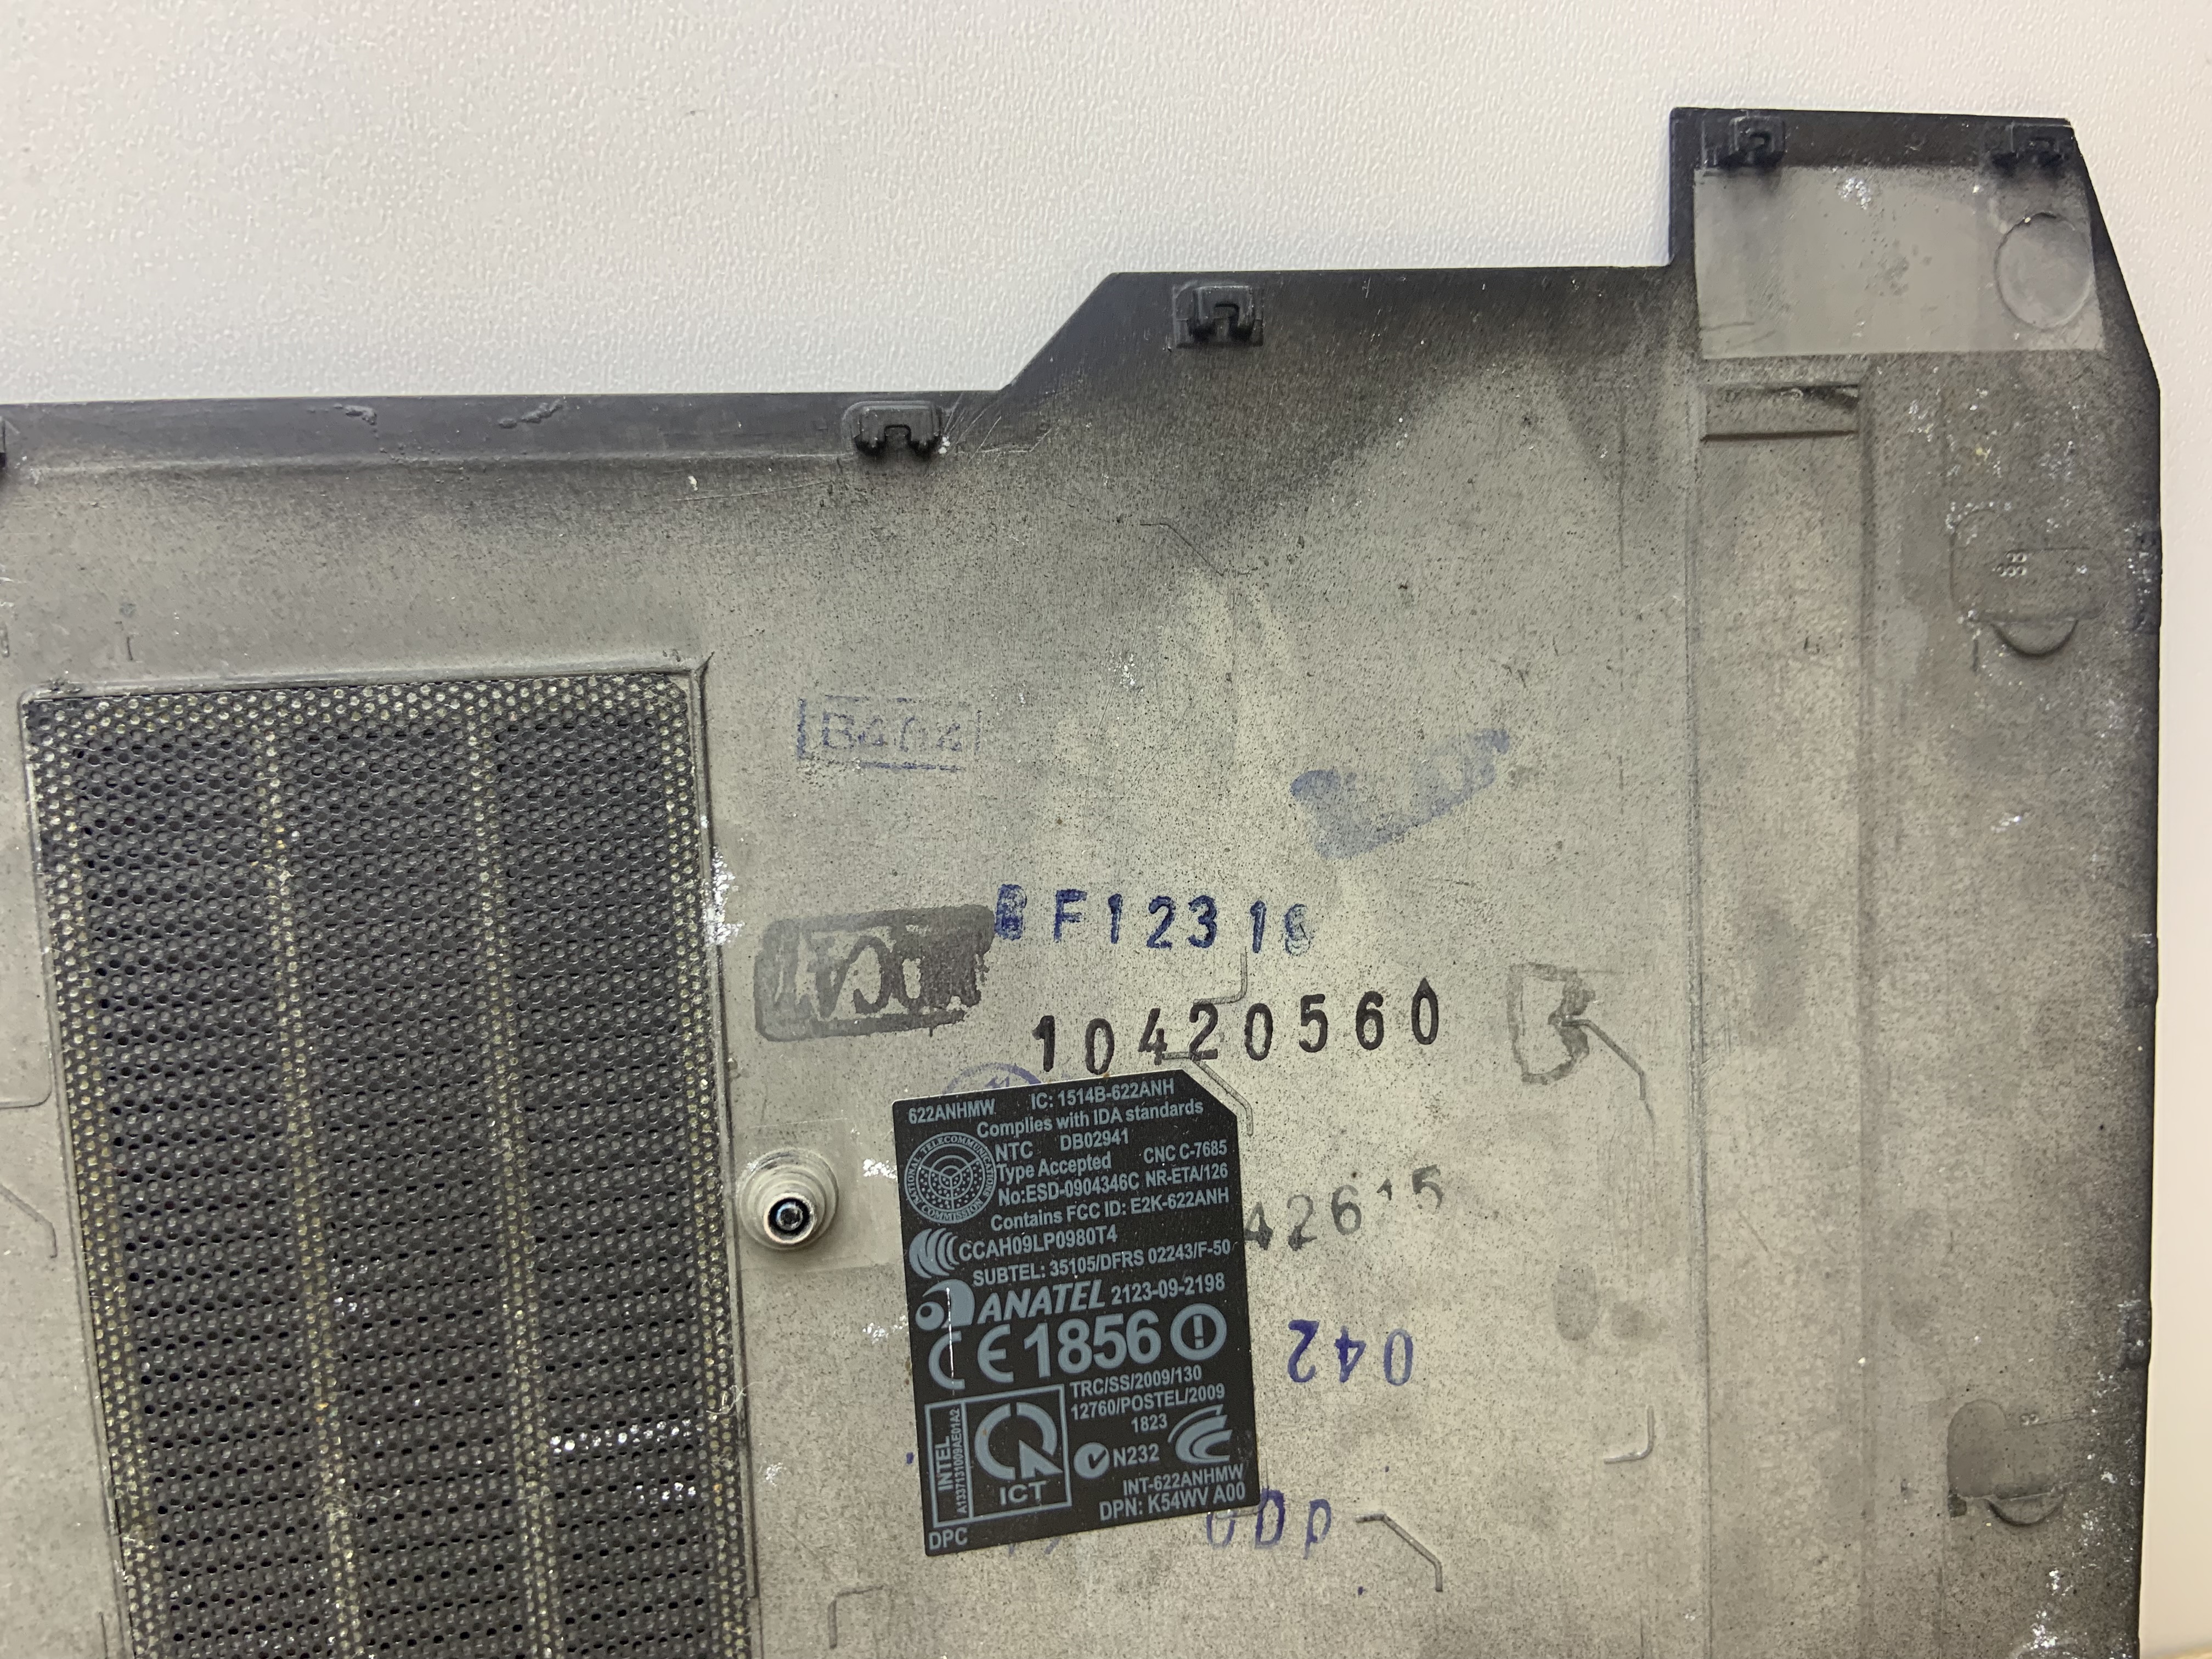 F1231
10420560
622ANHMW IC: 1514B-622ANH
Complies with IDA standards
NTC DB02941
Type Accepted CNC C-7685
No:ESD-0904346C NR-ETA/126
Contains FCC ID: E2K-622ANH
CCAH09LP0980T4
SUBTEL: 35105/DFRS 02243/F-50
ANATEL 2123-09-2198
CE1856
TRC/SS/2009/130
12760/POSTEL/2009
1823
N232
INTEL
ICT
INT-622ANHMW
DPN: K54WV A00
DPC
042